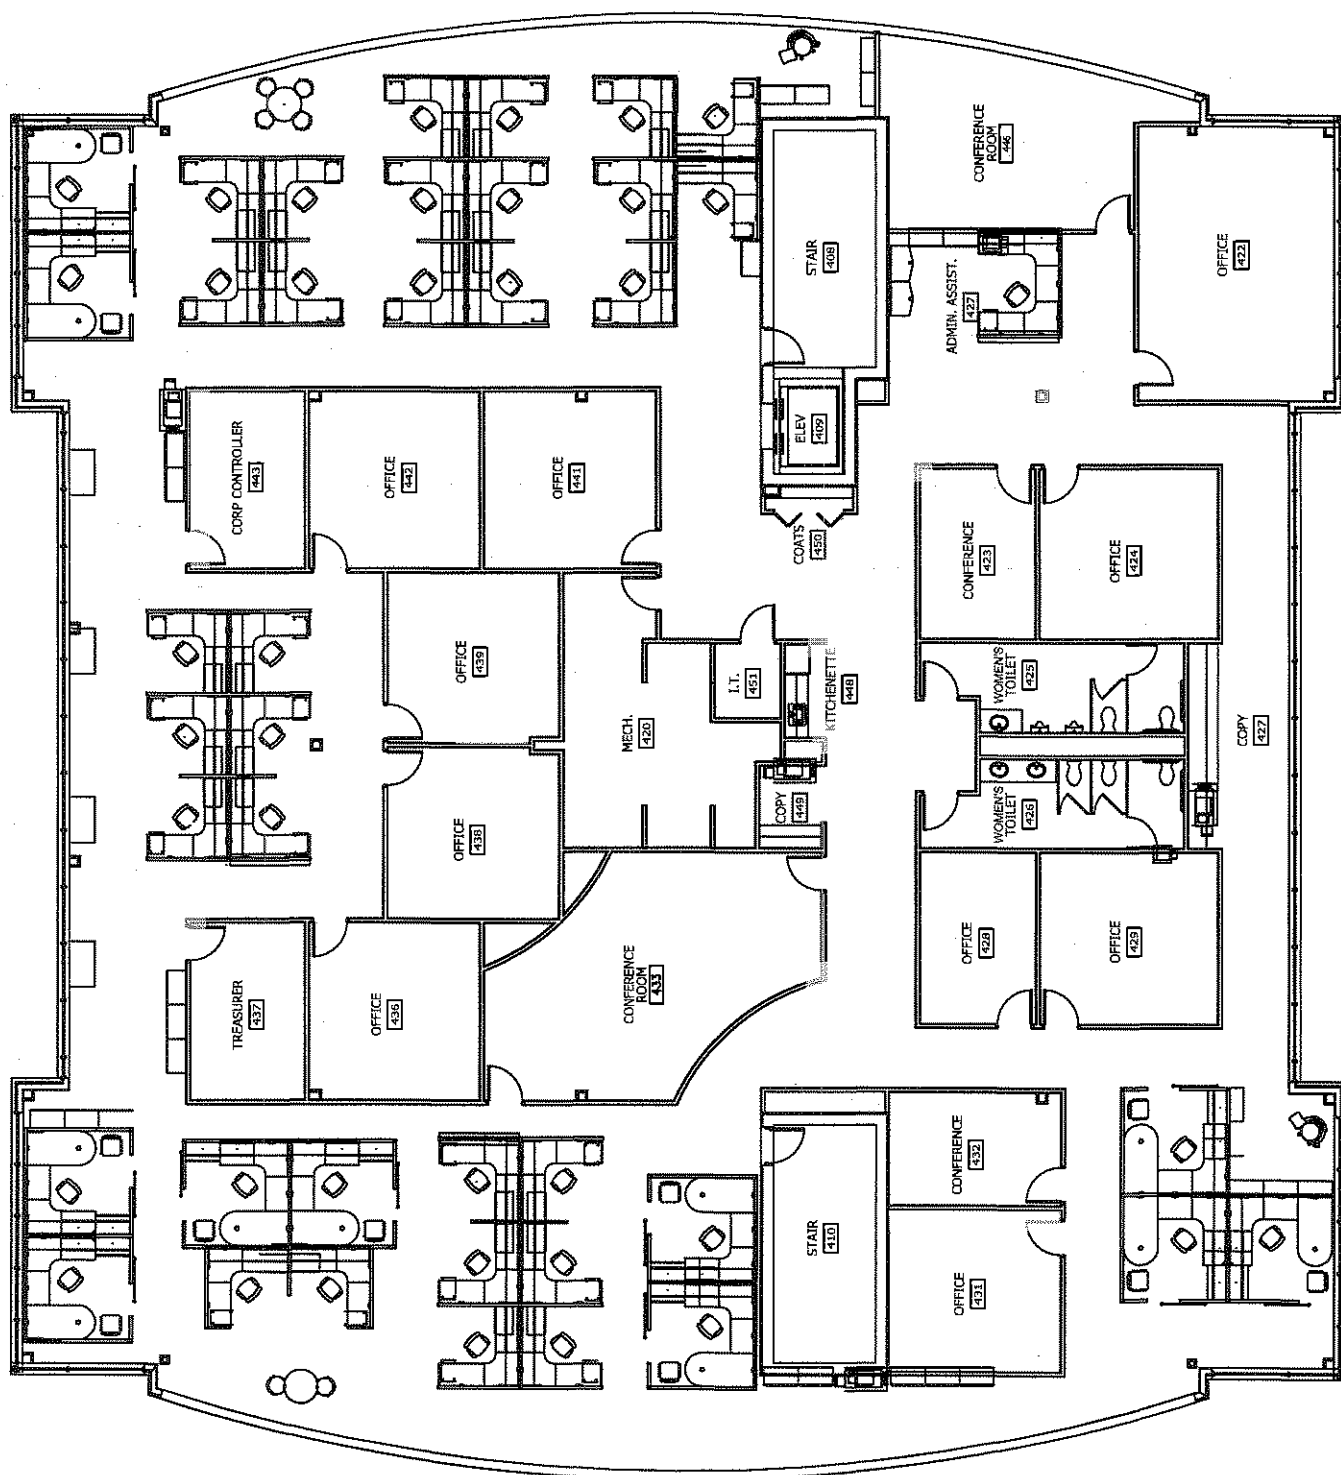 CONFERENCE
ROOM
446
OFFICE
422
STAIR
408
ADMIN. ASSIST.
427
ELEV
409
CORP CONTROLLER
443
OFFICE
442
OFFICE
441
COATS
450
CONFERENCE
423
OFFICE
424
OFFICE
439
I.T.
451
KITCHENETTE
448
WOMEN'S
TOILET
425
MECH.
420
COPY
427
COPY
449
WOMEN'S
TOILET
426
OFFICE
438
OFFICE
428
OFFICE
429
CONFERENCE
ROOM
433
TREASURER
437
OFFICE
436
CONFERENCE
432
STAIR
410
OFFICE
431